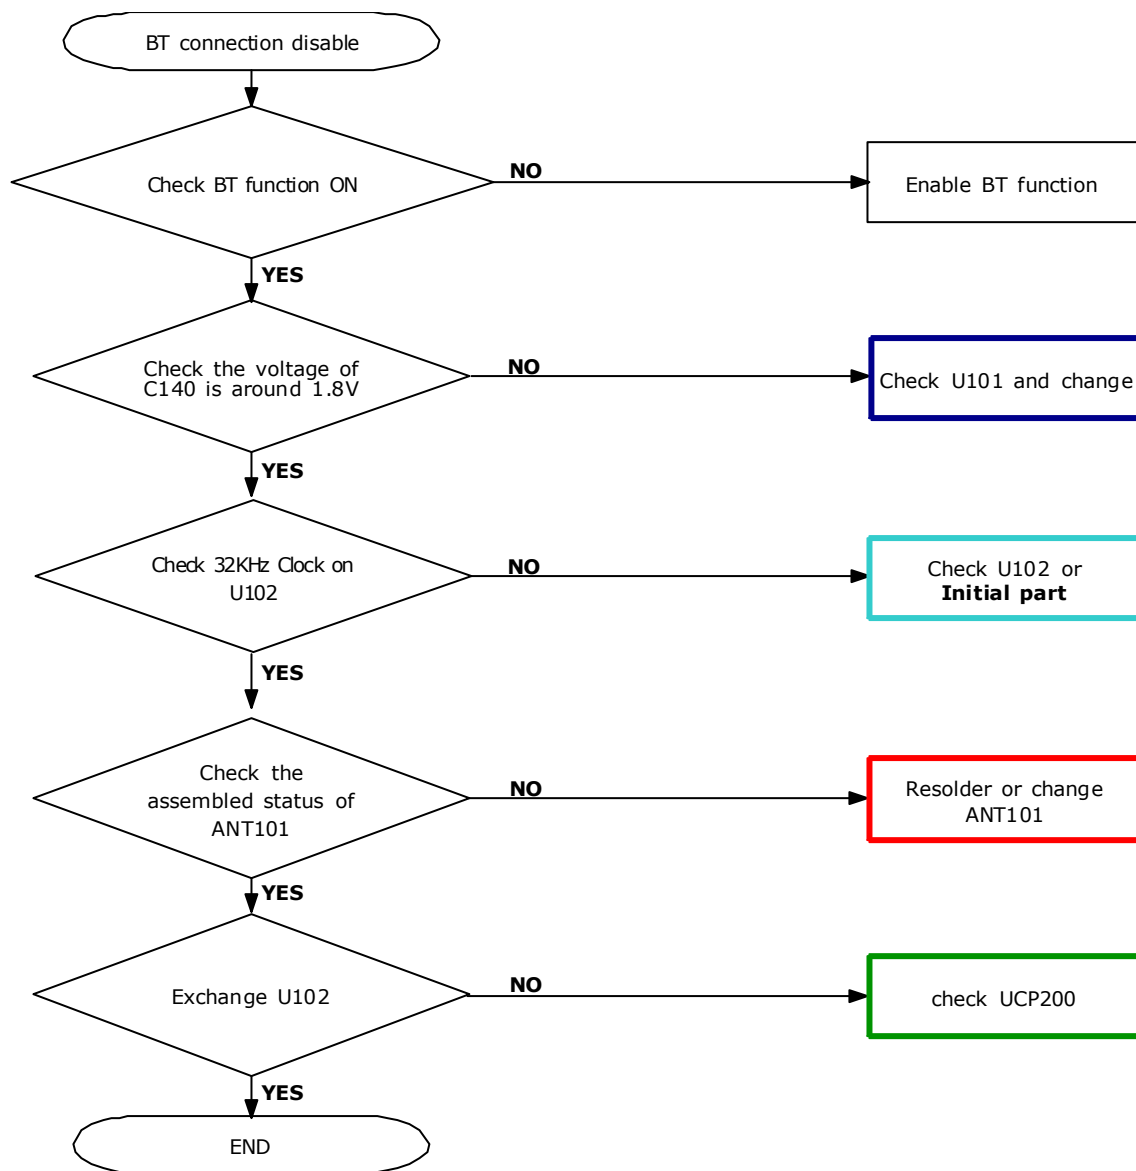 BT connection disable
Check BT function ON
NO
Enable BT function
YES
Check the voltage of
C140 is around 1.8V
NO
Check U101 and change
YES
Check 32KHz Clock on
U102
NO
Check U102 or
Initial part
YES
Check the
assembled status of
ANT101
NO
Resolder or change
ANT101
YES
Exchange U102
NO
check UCP200
YES
END